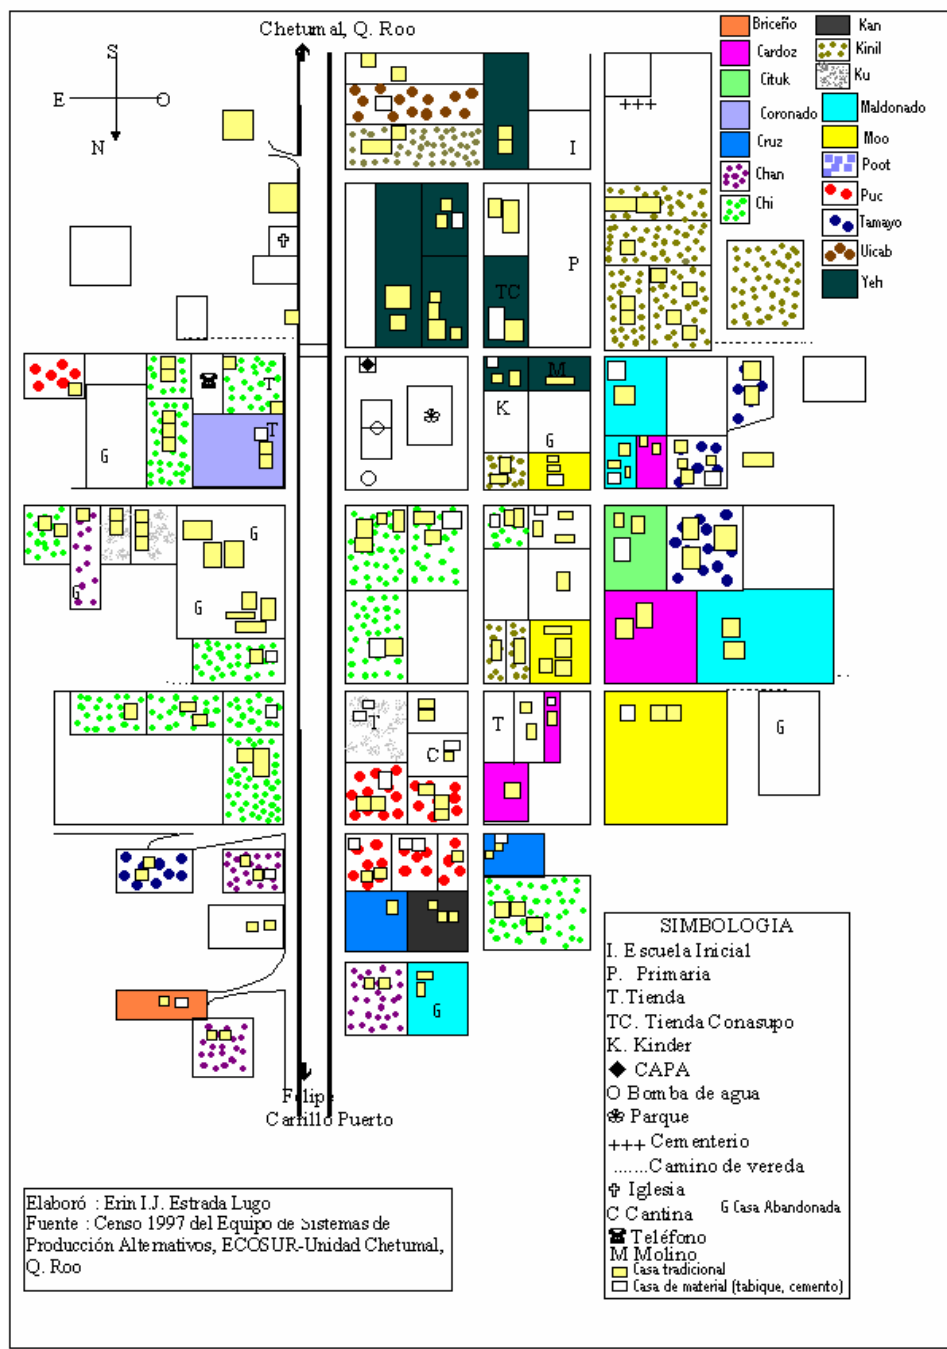 Chetumal, Q. Roo
S
E
O
N
Briceño
Cardoz
Cituk
Coronado
Cruz
Chan
Chi
Kan
Kinil
Ku
Maldonado
Moo
Poot
Puc
Tamayo
Uicab
Yeh
+++
I
P
TC
T
T
G
M
K
G
G
G
G
T
C
T
G
G
Felipe
Carrillo Puerto
SIMBOLOGIA
I. Escuela Inicial
P. Primaria
T.Tienda
TC. Tienda Conasupo
K. Kinder
CAPA
Bomba de agua
Parque
+++ Cementerio
.......Camino de vereda
Iglesia
C Cantina
G Casa Abandonada
Teléfono
M Molino
Casa tradicional
Casa de material (tabique, cemento)
Elaboró : Erin I.J. Estrada Lugo
Fuente : Censo 1997 del Equipo de Sistemas de
Producción Alternativos, ECOSUR-Unidad Chetumal,
Q. Roo